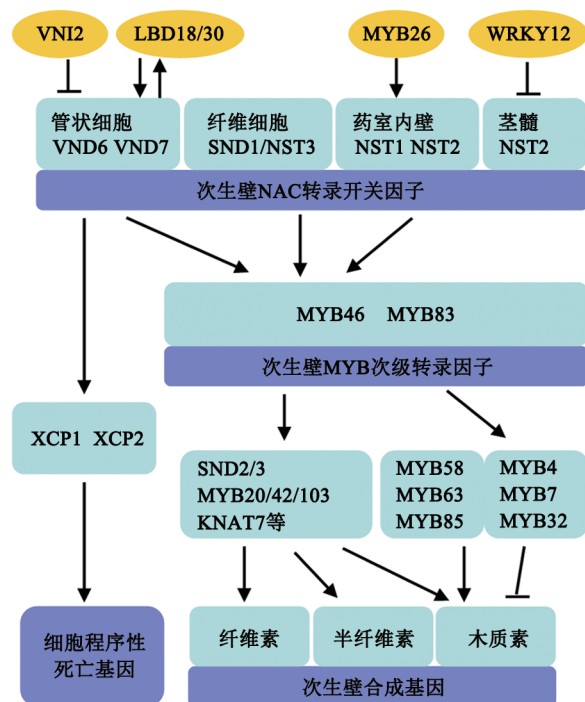 VNI2
LBD18/30
MYB26
WRKY12
管状细胞
VND6 VND7
纤维细胞
SND1/NST3
药室内壁
NST1 NST2
茎髓
NST2
次生壁NAC转录开关因子
MYB46 MYB83
次生壁MYB次级转录因子
XCP1 XCP2
SND2/3
MYB20/42/103
KNAT7等
MYB58
MYB63
MYB85
MYB4
MYB7
MYB32
细胞程序性
死亡基因
纤维素
半纤维素
木质素
次生壁合成基因